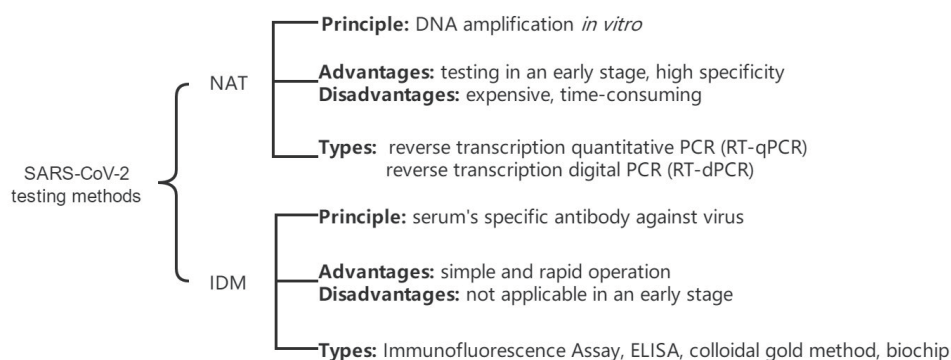 Principle: DNA amplification in vitro
NAT
Advantages: testing in an early stage, high specificity
Disadvantages: expensive, time-consuming
Types: reverse transcription quantitative PCR (RT-qPCR)
reverse transcription digital PCR (RT-dPCR)
SARS-CoV-2
testing methods
Principle: serum's specific antibody against virus
IDM
Advantages: simple and rapid operation
Disadvantages: not applicable in an early stage
Types: Immunofluorescence Assay, ELISA, colloidal gold method, biochip